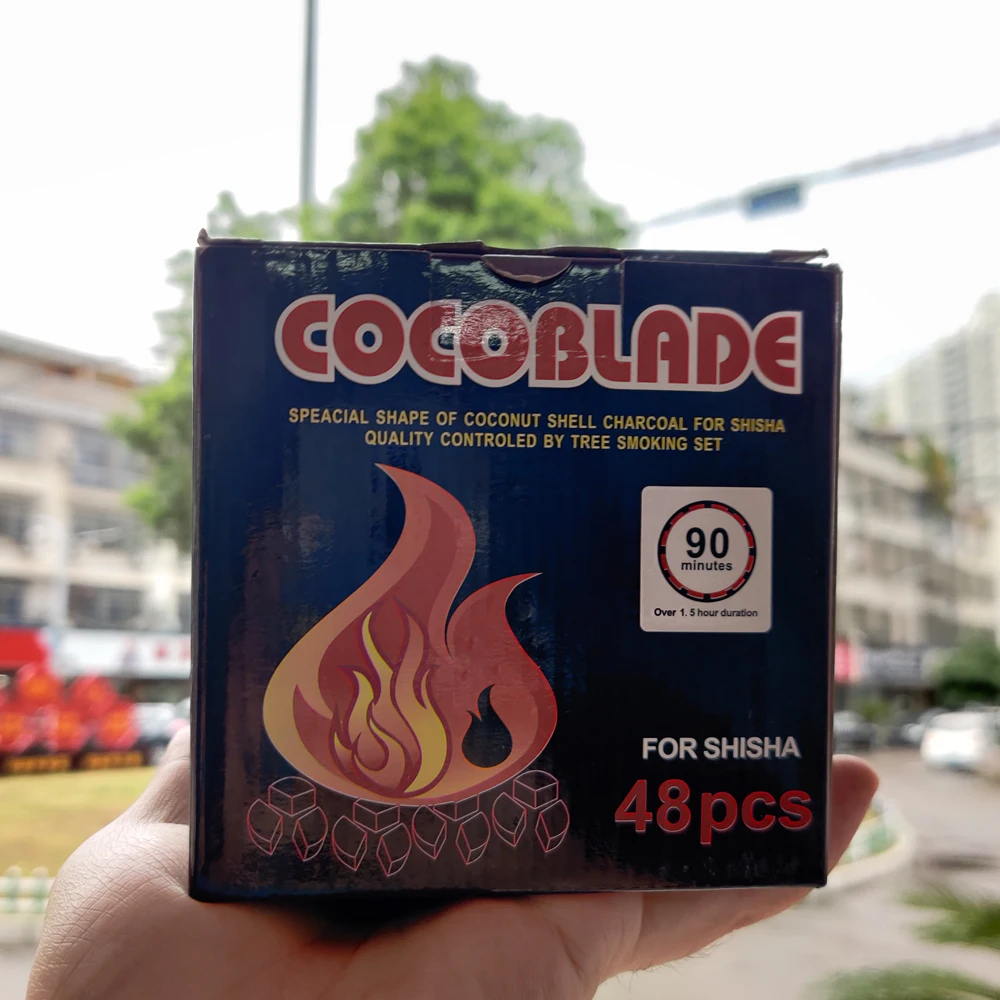 COCOBLADE
SPEACIAL SHAPE OF COCONUT SHELL CHARCOAL FOR SHISHA
QUALITY CONTROLED BY TREE SMOKING SET
90
minutes
Over 1.5 hour duration
FOR SHISHA
48pcs